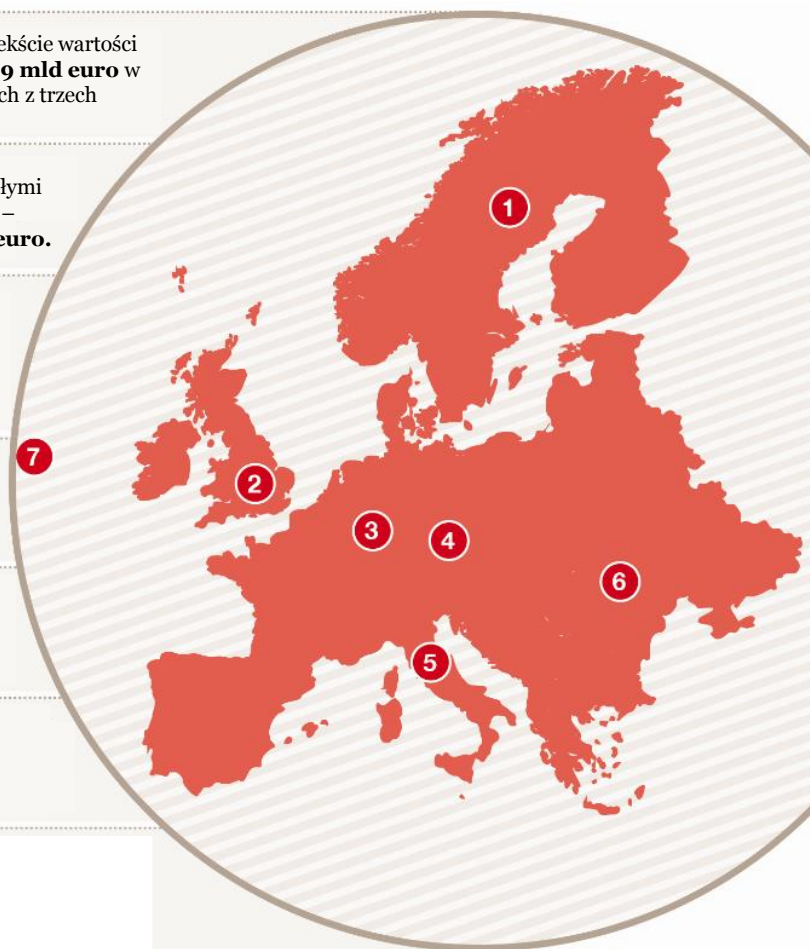 ekście wartości
9 mld euro w
ch z trzech
łymi
–
euro.
1
7
2
3
4
6
5